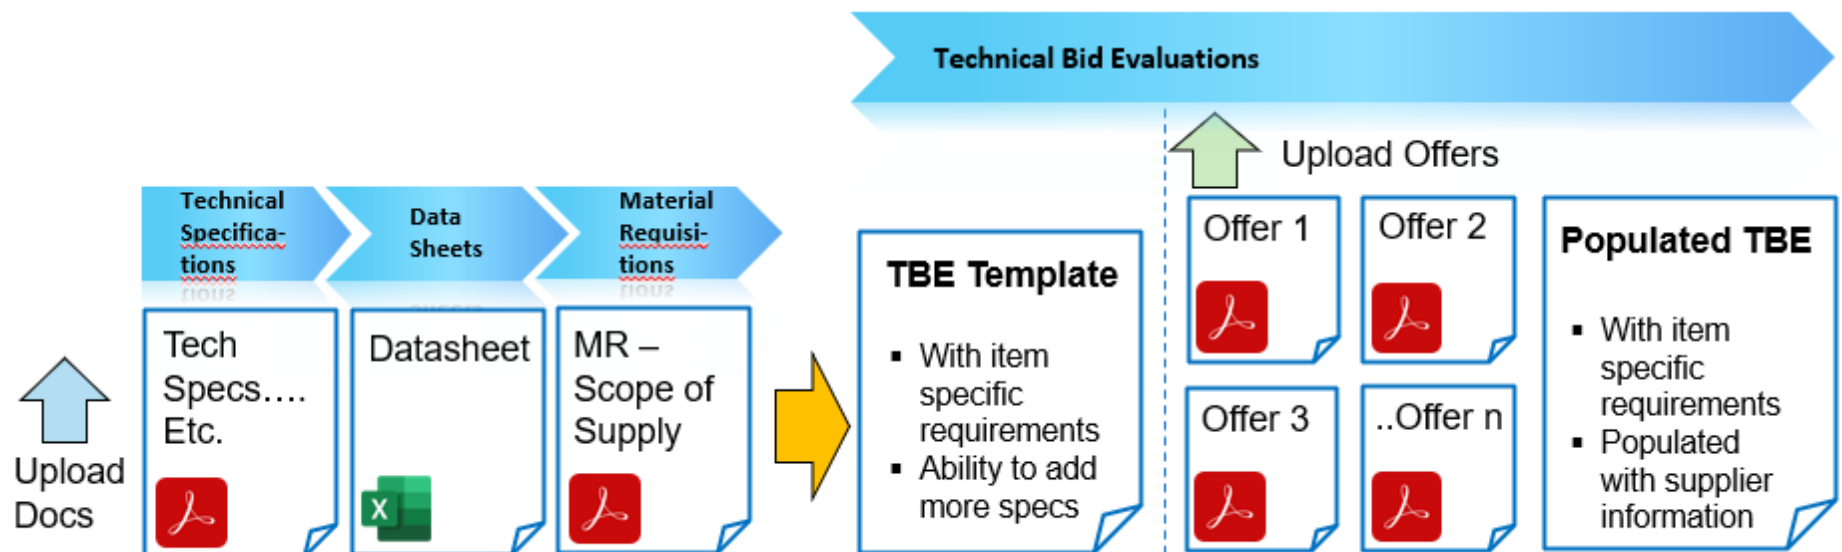 Technical Bid Evaluations
Upload Offers
Technical
Specifica-
tions
Data
Sheets
Material
Requisi-
tions
Upload
Docs
Tech
Specs....
Etc.
Datasheet
MR –
Scope of
Supply
TBE Template
▪ With item
specific
requirements
▪ Ability to add
more specs
Offer 1
Offer 2
Offer 3
..Offer n
Populated TBE
▪ With item
specific
requirements
▪ Populated
with supplier
information